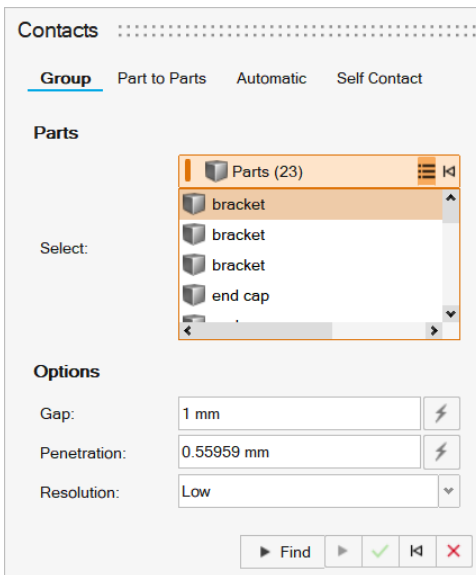 Contacts
Group Part to Parts Automatic Self Contact
Parts
Parts (23)
bracket
bracket
Select:
bracket
end cap
Options
Gap: 1 mm
Penetration: 0.55959 mm
Resolution: Low
Find